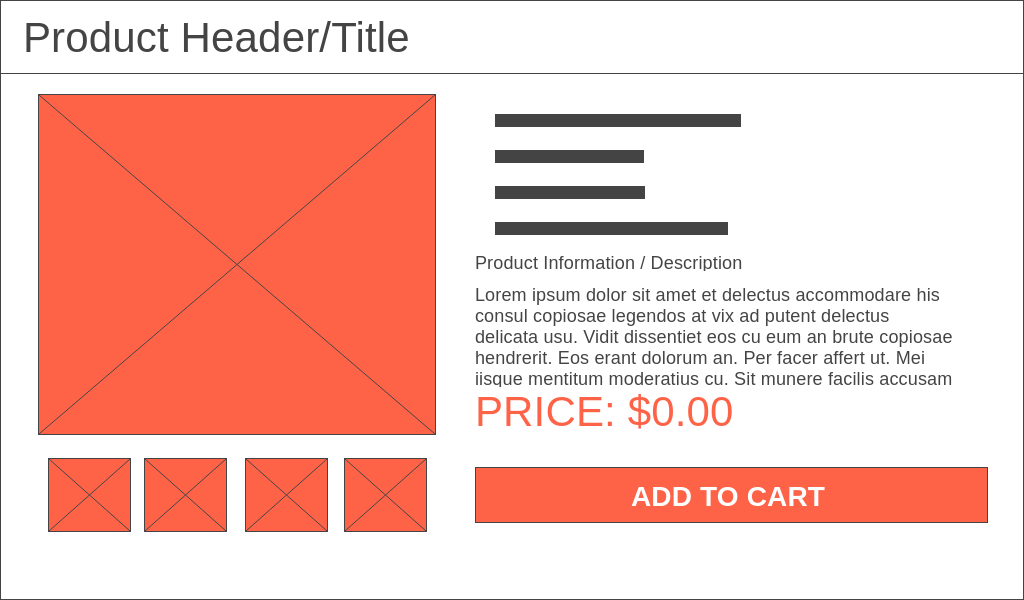 Product Header/Title
Product Information / Description
Lorem ipsum dolor sit amet et delectus accommodare his
consul copiosae legendos at vix ad putent delectus
delicata usu. Vidit dissentiet eos cu eum an brute copiosae
hendrerit. Eos erant dolorum an. Per facer affert ut. Mei
iisque mentitum moderatius cu. Sit munere facilis accusam
PRICE: $0.00
ADD TO CART